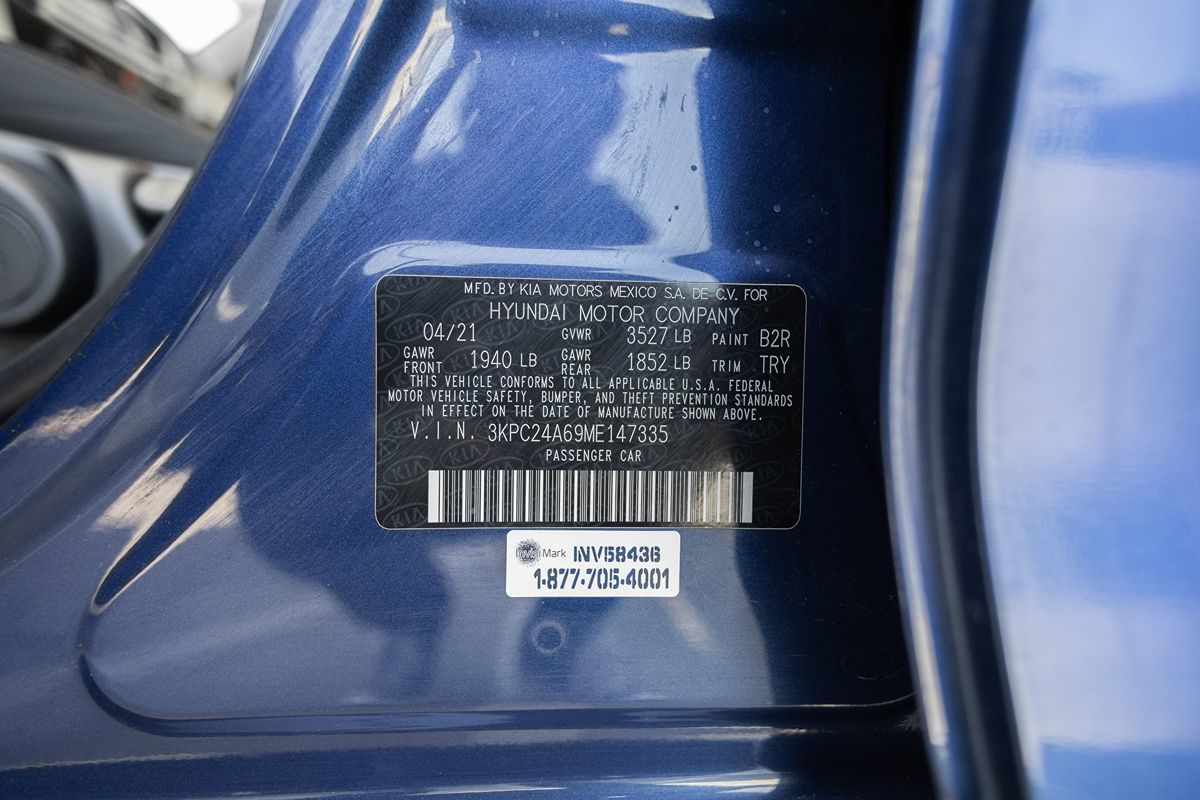 MFD. BY KIA MOTORS MEXICO S.A. DE C.V. FOR
HYUNDAI MOTOR COMPANY
04/21 GVWR 3527 LB PAINT B2R
GAWR FRONT 1940 LB GAWR REAR 1852 LB TRIM TRY
THIS VEHICLE CONFORMS TO ALL APPLICABLE U.S.A. FEDERAL
MOTOR VEHICLE SAFETY, BUMPER, AND THEFT PREVENTION STANDARDS
IN EFFECT ON THE DATE OF MANUFACTURE SHOWN ABOVE.
V.I.N. 3KPC24A69ME147335
PASSENGER CAR
Mark INV58436
1-877-705-4001